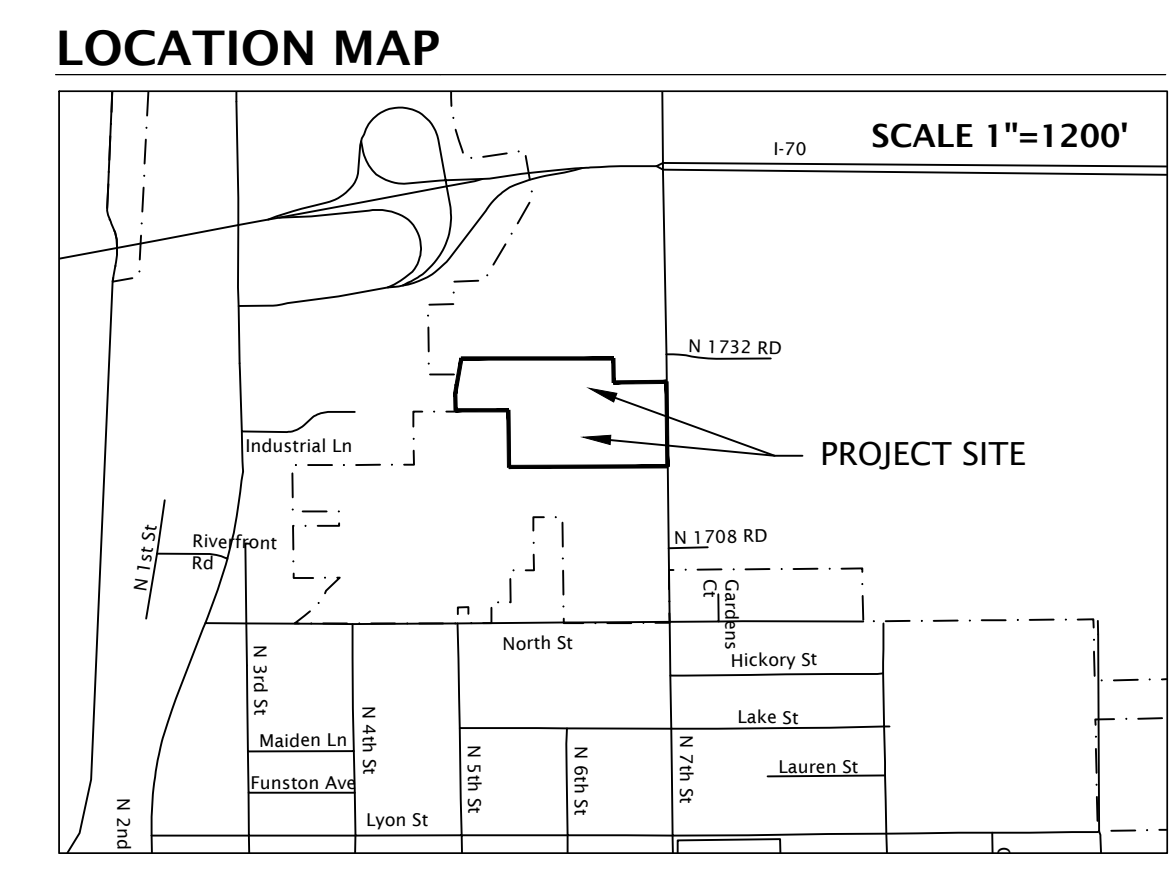 LOCATION MAP
SCALE 1"=1200'
I-70
N 1732 RD
Industrial Ln
PROJECT SITE
N 1st St
Riverfront
Rd
N 1708 RD
Gardens
Ct
North St
Hickory St
N 3rd St
N 4th St
Lake St
Maiden Ln
N 5th St
N 6th St
N 7th St
Lauren St
Funston Ave
Lyon St
N 2nd